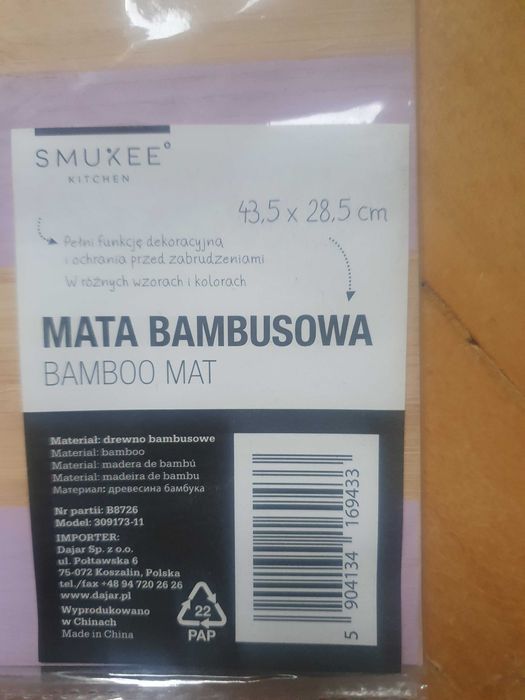 SMUKEE°
KITCHEN
43,5 x 28,5 cm
Pełni funkcję dekoracyjną
i ochrania przed zabrudzeniami
W różnych wzorach i kolorach
MATA BAMBUSOWA
BAMBOO MAT
Materiał: drewno bambusowe
Material: bamboo
Material: madera de bambú
Material: madeira de bambu
Материал: древесина бамбука
Nr partii: B8726
Model: 309173-11
IMPORTER:
Dajar Sp. z o.o.
ul. Połtawska 6
75-072 Koszalin, Polska
tel./fax +48 94 720 26 26
www.dajar.pl
Wyprodukowano
w Chinach
Made in China
22
PAP
5 904134 169433